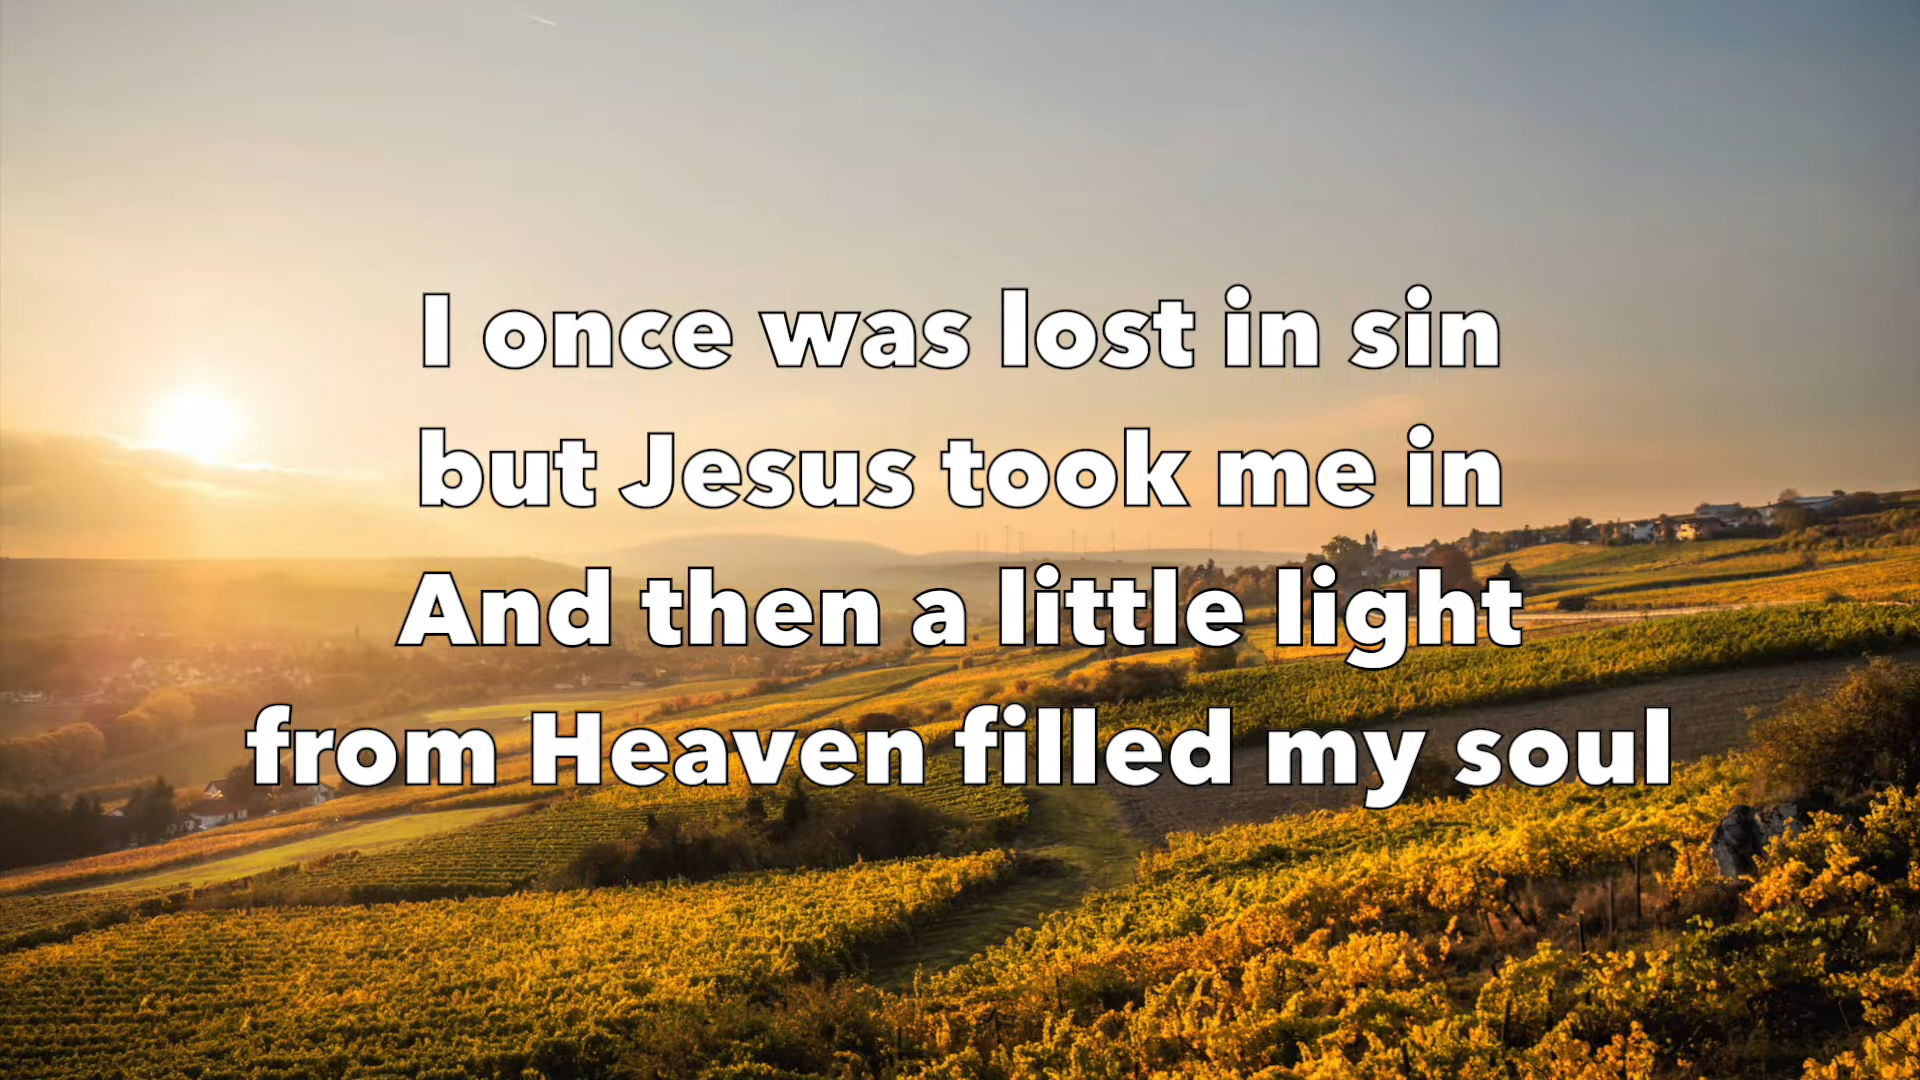 I once was lost in sin
but Jesus took me in
And then a little light
from Heaven filled my soul